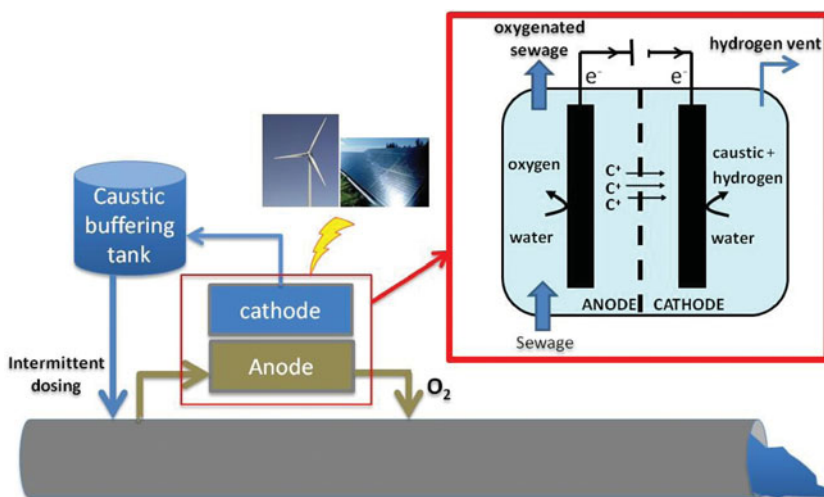 oxygenated
sewage
hydrogen vent
e⁻
e⁻
oxygen
C⁺
C⁺
C⁺
caustic +
hydrogen
water
water
ANODE
CATHODE
Sewage
Caustic
buffering
tank
cathode
Anode
Intermittent
dosing
O₂